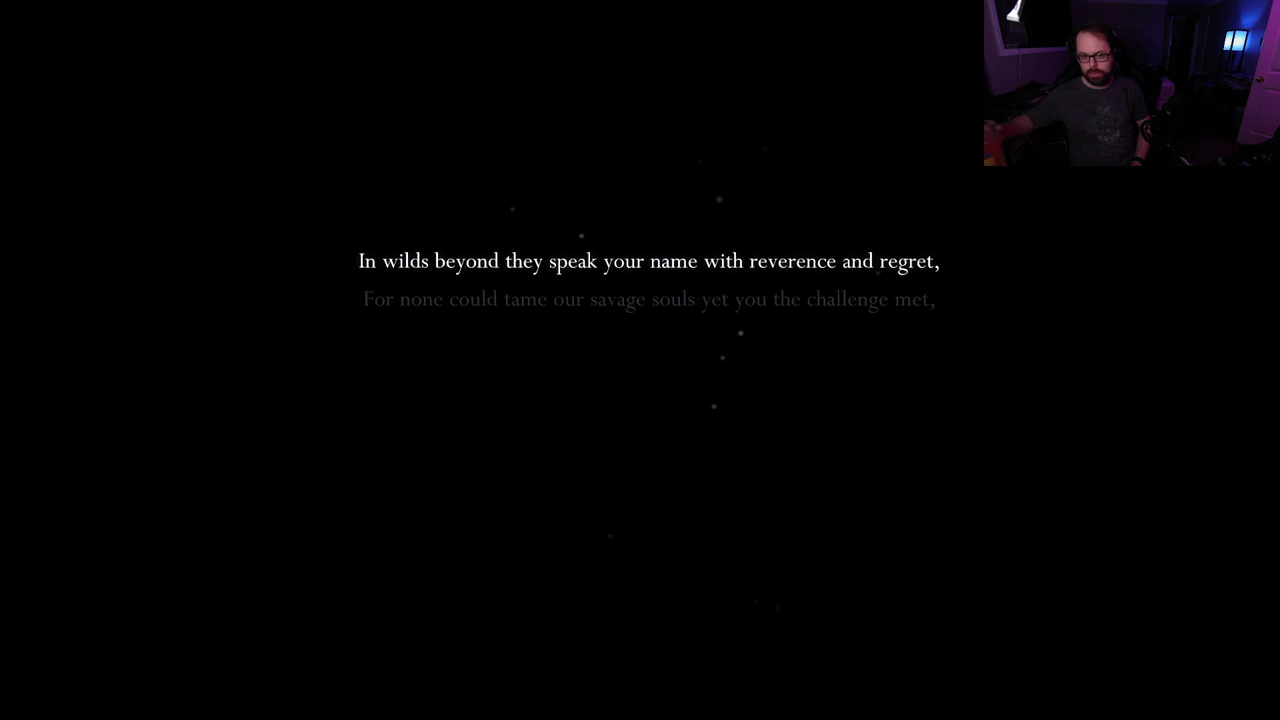 In wilds beyond they speak your name with reverence and regret,
For none could tame our savage souls yet you the challenge met,